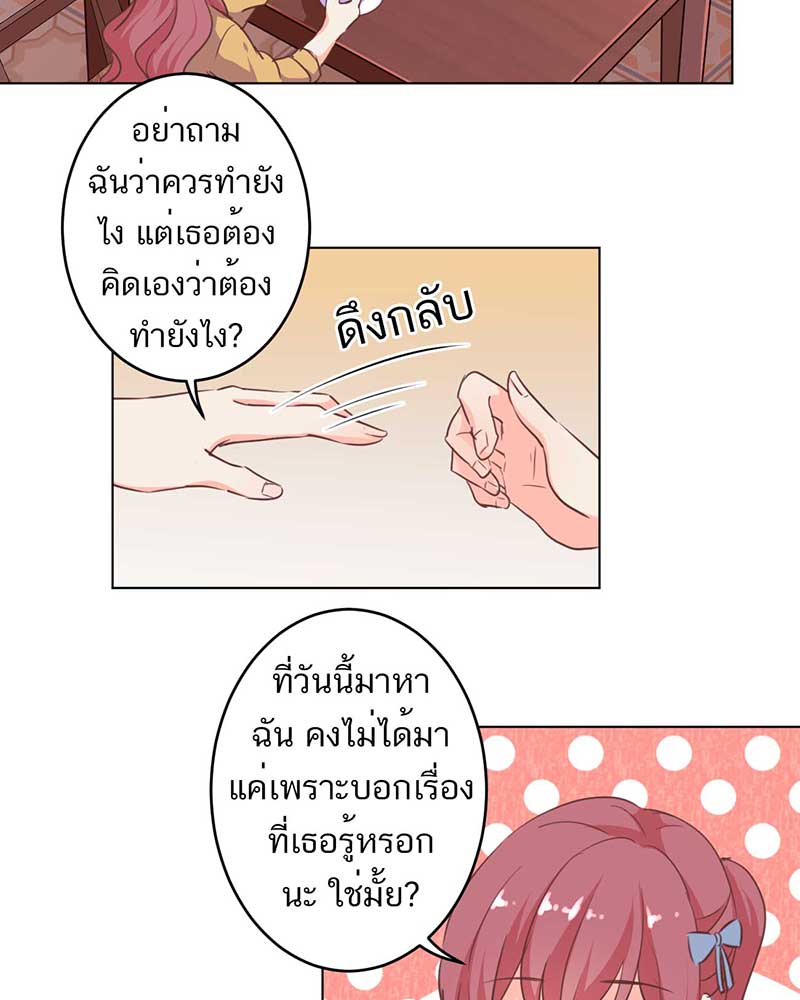 อย่าถาม
ฉันว่าควรทำยัง
ไง แต่เธอต้อง
คิดเองว่าต้อง
ทำยังไง?
ดึงกลับ
ที่วันนี้มาหา
ฉัน คงไม่ได้มา
แค่เพราะบอกเรื่อง
ที่เธอรู้หรอก
นะ ใช่มั้ย?